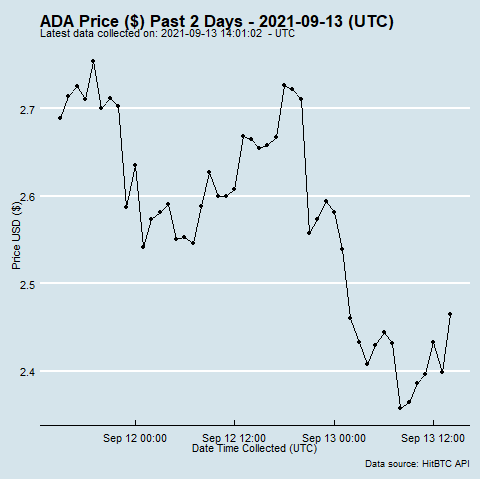 ADA Price ($) Past 2 Days - 2021-09-13 (UTC)
Latest data collected on: 2021-09-13 14:01:02 - UTC
2.7
2.6
2.5
2.4
Price USD ($)
Sep 12 00:00
Sep 12 12:00
Sep 13 00:00
Sep 13 12:00
Date Time Collected (UTC)
Data source: HitBTC API